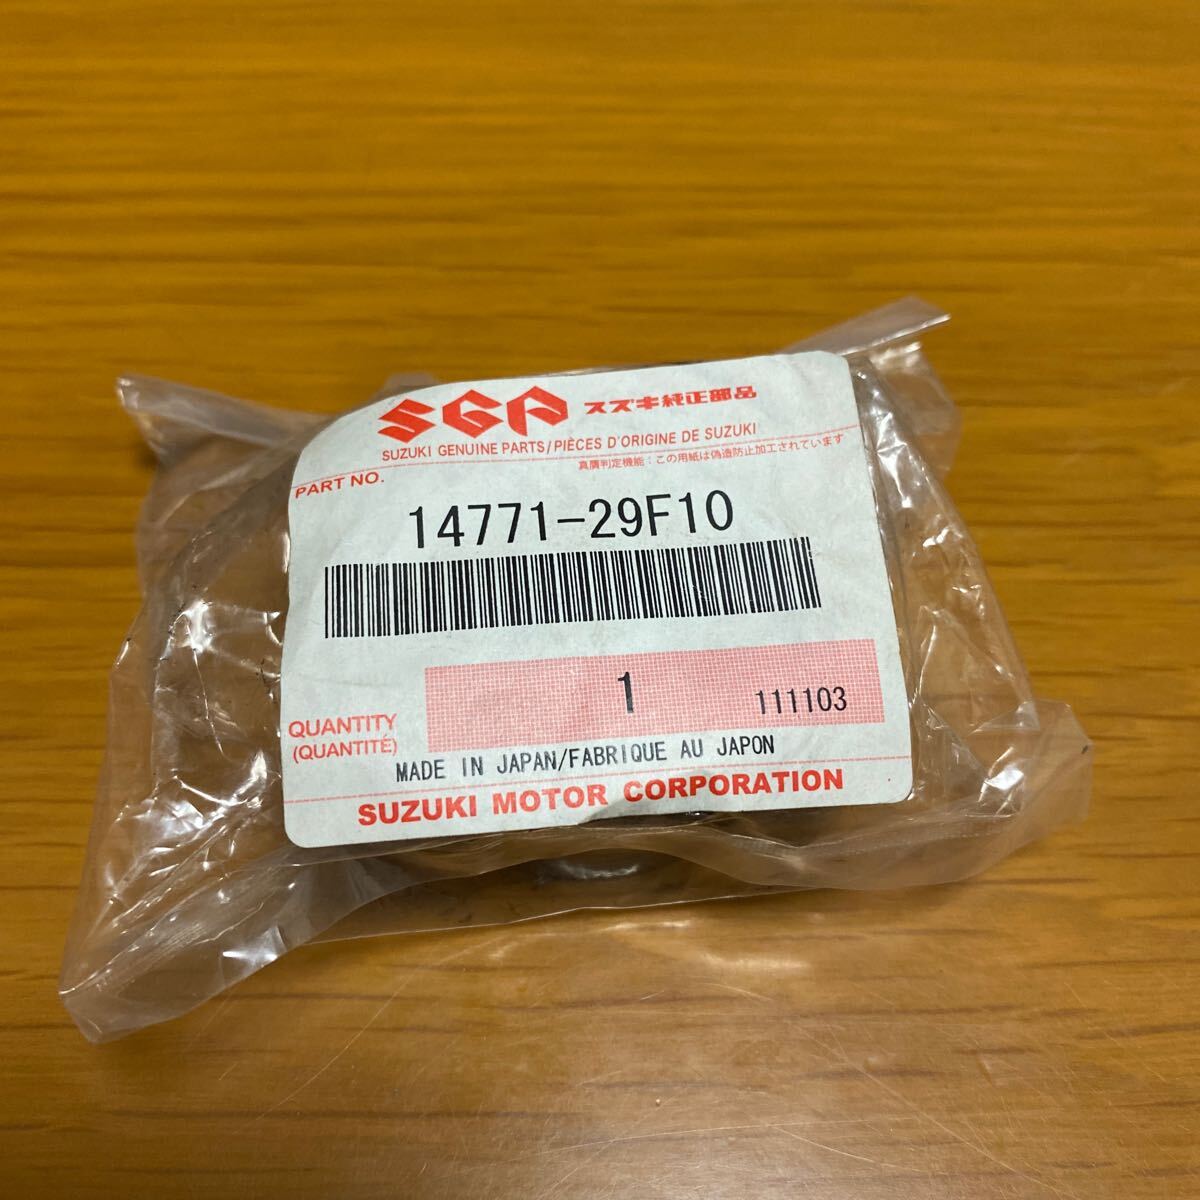 SGP スズキ純正部品
SUZUKI GENUINE PARTS/PIÈCES D'ORIGINE DE SUZUKI
真贋判定機能：この用紙は偽造防止加工されています
PART NO.
14771-29F10
1 111103
QUANTITY
(QUANTITÉ)
MADE IN JAPAN/FABRIQUE AU JAPON
SUZUKI MOTOR CORPORATION